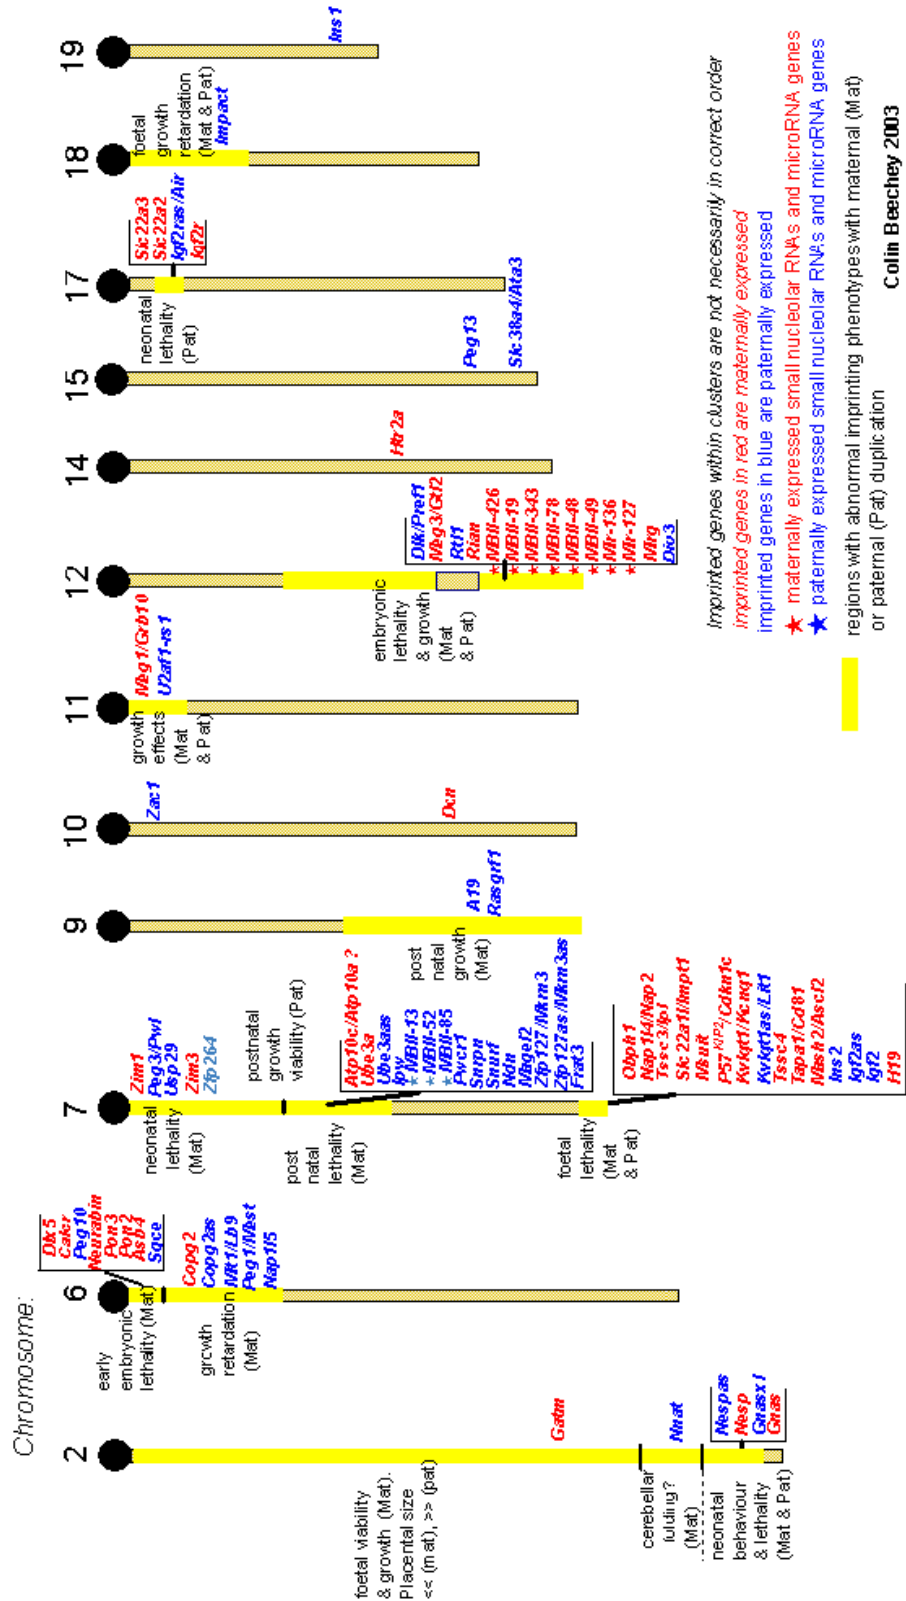 Chromosome:
2
foetal viability
& growth (Mat).
Placental size
<< (mat), >> (pat)
Gatm
cerebellar
folding?
(Mat)
Nnat
neonatal
behaviour
& lethality
(Mat & Pat)
Nespas
Nesp
Gnasxl
Gnas
6
early
embryonic
lethality (Mat)
Dlx5
Calcr
Peg10
Neurabin
Pon3
Pon2
Asb4
Sgce
growth
retardation
(Mat)
Copg2
Copg2as
Mit1/Lb9
Peg1/Mest
Nap1l5
7
neonatal
lethality
(Mat)
Zim1
Peg3/Pw1
Usp29
Zim3
Zfp264
postnatal
growth
viability (Pat)
post
natal
lethality
(Mat)
Atp10c/Atp10a ?
Ube3a
Ube3aas
Ipw
★MBII-13
★MBII-52
★MBII-85
Pwcr1
Snrpn
Snurf
Ndn
Magel2
Zfp127/Mkrn3
Zfp127as/Mkrn3as
Frat3
foetal
lethality
(Mat
& Pat)
Obph1
Nap1l4/Nap2
Tssc3/Ipl
Slc22a1l/Impt1
Msuit
P57KIP2/Cdkn1c
Kvlqt1/Kcnq1
Kvlqt1as/Lit1
Tssc4
Tapa1/Cd81
Mash2/Ascl2
Ins2
Igf2as
Igf2
H19
9
post
natal
growth
(Mat)
A19
Rasgrf1
10
Zac1
Dcn
11
growth
effects
(Mat
& Pat)
Meg1/Grb10
U2af1-rs1
12
embryonic
lethality
& growth
(Mat
& Pat)
Dlk/Pref1
Meg3/Gtl2
Rtl1
Rian
★MBII-426
★MBII-19
★MBII-343
★MBII-78
★MBII-48
★MBII-49
★Mir-136
★Mir-127
Mirg
Dio3
14
Htr2a
15
Peg13
Slc38a4/Ata3
17
neonatal
lethality
(Pat)
Slc22a3
Slc22a2
Igf2ras/Air
Igf2r
18
foetal
growth
retardation
(Mat & Pat)
Impact
19
Ins1
Imprinted genes within clusters are not necessarily in correct order
imprinted genes in red are maternally expressed
imprinted genes in blue are paternally expressed
★ maternally expressed small nucleolar RNAs and microRNA genes
★ paternally expressed small nucleolar RNAs and microRNA genes
regions with abnormal imprinting phenotypes with maternal (Mat)
or paternal (Pat) duplication
Colin Beechey 2003